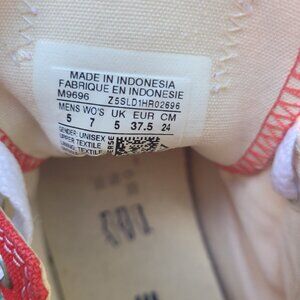 MADE IN INDONESIA
FABRIQUE EN INDONESIE
M9696 Z5SLD1HR02696
MENS WO'S UK EUR CM
5 7 5 37.5 24
GENDER: UNISEX
UPPER: TEXTILE